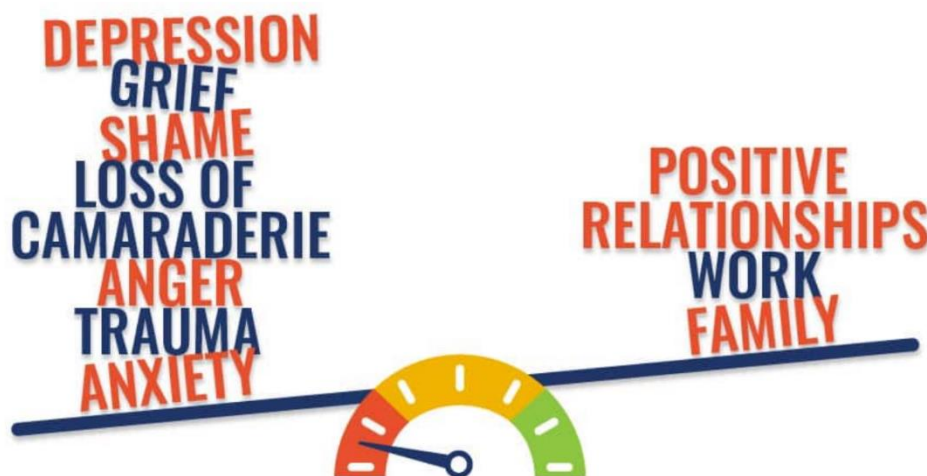 DEPRESSION
GRIEF
SHAME
LOSS OF
CAMARADERIE
ANGER
TRAUMA
ANXIETY
POSITIVE
RELATIONSHIPS
WORK
FAMILY